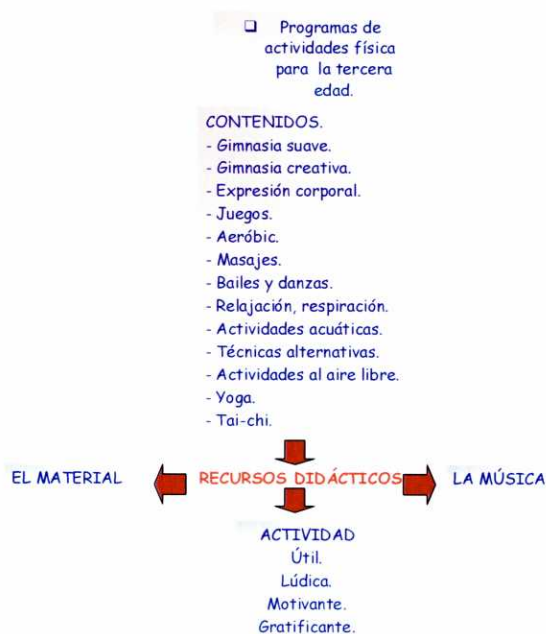 ❑ Programas de
actividades física
para la tercera
edad.
CONTENIDOS.
- Gimnasia suave.
- Gimnasia creativa.
- Expresión corporal.
- Juegos.
- Aeróbic.
- Masajes.
- Bailes y danzas.
- Relajación, respiración.
- Actividades acuáticas.
- Técnicas alternativas.
- Actividades al aire libre.
- Yoga.
- Tai-chi.
EL MATERIAL RECURSOS DIDÁCTICOS LA MÚSICA
ACTIVIDAD
Útil.
Lúdica.
Motivante.
Gratificante.